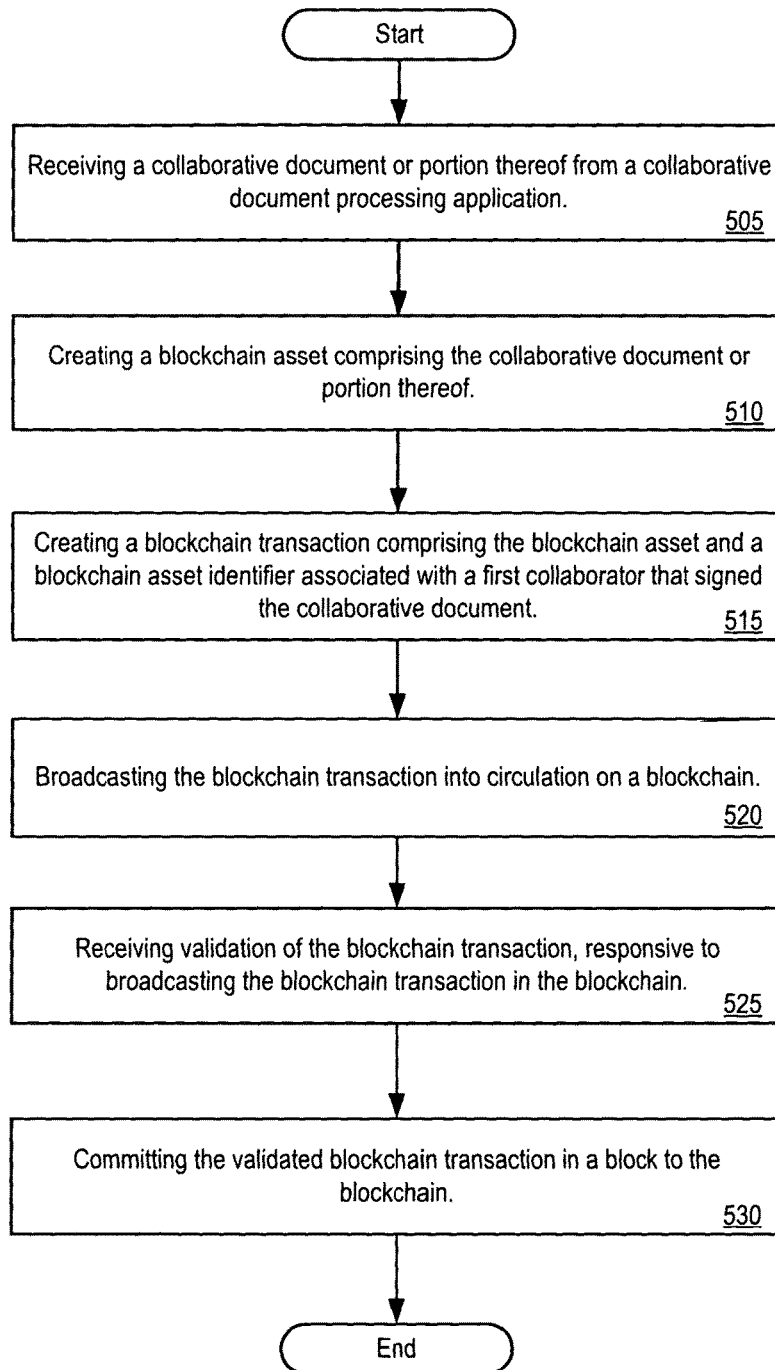 Start
Receiving a collaborative document or portion thereof from a collaborative
document processing application.
505
Creating a blockchain asset comprising the collaborative document or
portion thereof.
510
Creating a blockchain transaction comprising the blockchain asset and a
blockchain asset identifier associated with a first collaborator that signed
the collaborative document.
515
Broadcasting the blockchain transaction into circulation on a blockchain.
520
Receiving validation of the blockchain transaction, responsive to
broadcasting the blockchain transaction in the blockchain.
525
Committing the validated blockchain transaction in a block to the
blockchain.
530
End